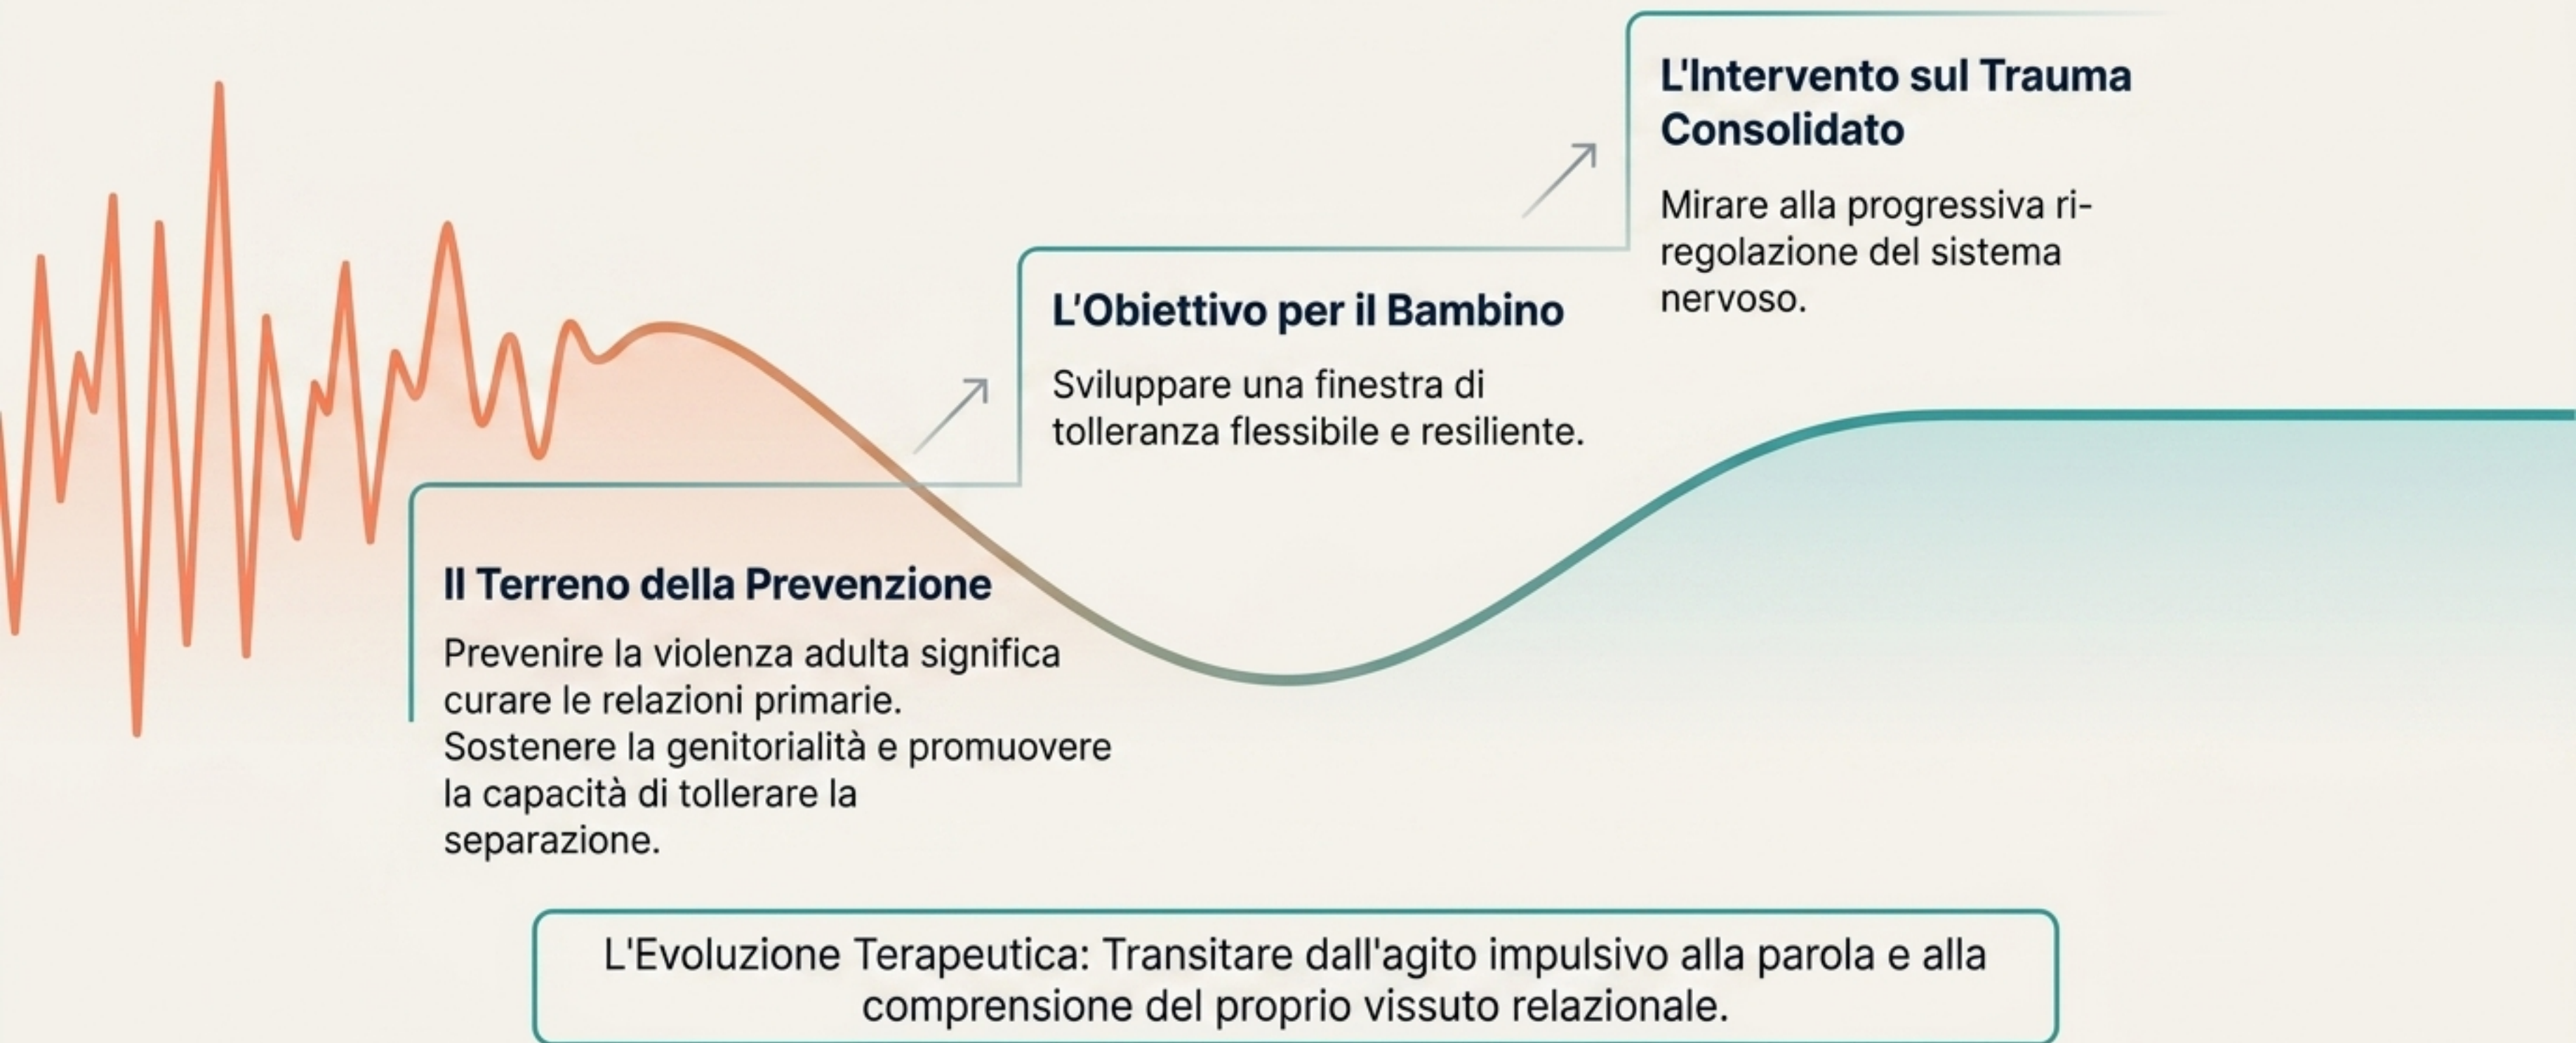 L'Intervento sul Trauma
Consolidato
Mirare alla progressiva ri-
regolazione del sistema
nervoso.
L'Obiettivo per il Bambino
Sviluppare una finestra di
tolleranza flessibile e resiliente.
Il Terreno della Prevenzione
Prevenire la violenza adulta significa
curare le relazioni primarie.
Sostenere la genitorialità e promuovere
la capacità di tollerare la
separazione.
L'Evoluzione Terapeutica: Transitare dall'agito impulsivo alla parola e alla
comprensione del proprio vissuto relazionale.